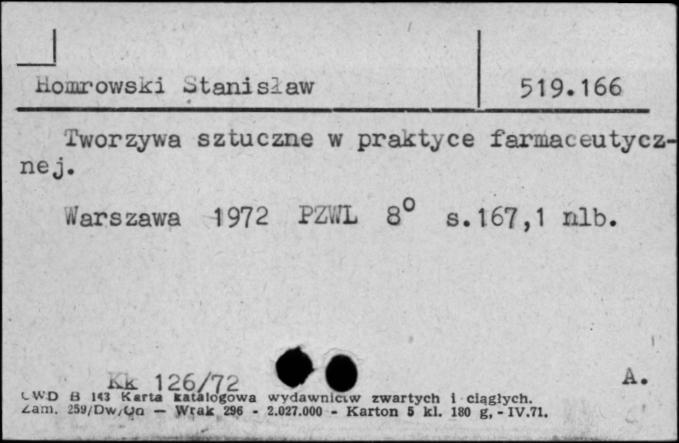 Homrowski Stanisław 519.166
Tworzywa sztuczne w praktyce farmaceutycz-
nej.
Warszawa 1972 PZWL 8° s.167,1 nlb.
Kk 126/72 A.
CWD B 143 Karta katalogowa wydawnictw zwartych i ciągłych.
Zam. 259/Dw/ — Wrak 296 - 2.027.000 - Karton 5 kl. 180 g, - IV.71.